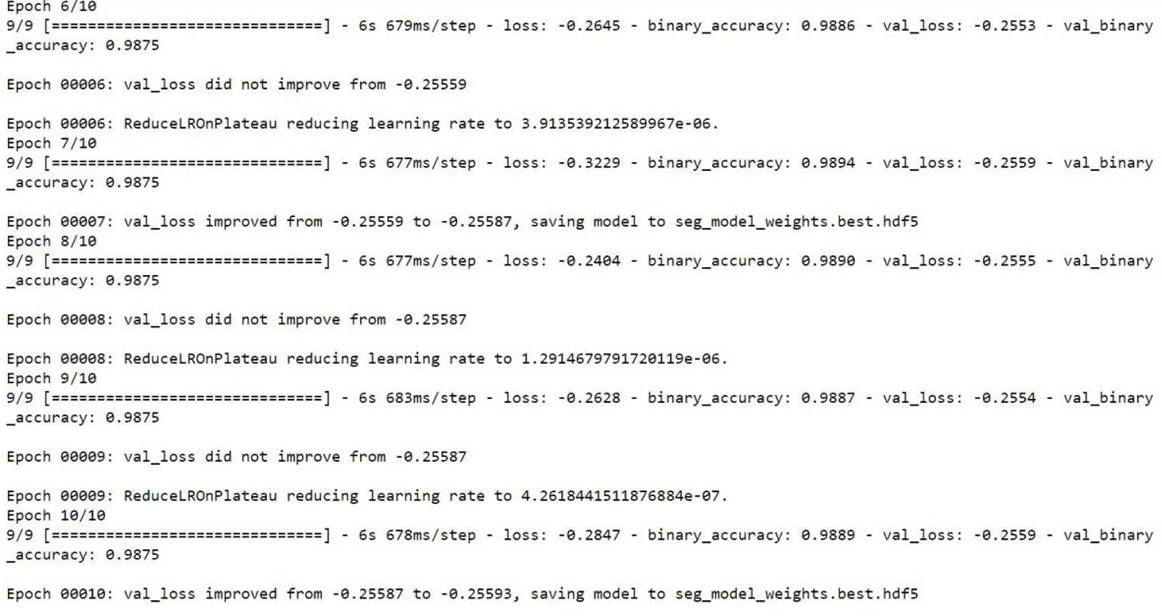 Epoch 6/10
9/9 [==============================] - 6s 679ms/step - loss: -0.2645 - binary_accuracy: 0.9886 - val_loss: -0.2553 - val_binary
_accuracy: 0.9875
Epoch 00006: val_loss did not improve from -0.25559
Epoch 00006: ReduceLROnPlateau reducing learning rate to 3.913539212589967e-06.
Epoch 7/10
9/9 [==============================] - 6s 677ms/step - loss: -0.3229 - binary_accuracy: 0.9894 - val_loss: -0.2559 - val_binary
_accuracy: 0.9875
Epoch 00007: val_loss improved from -0.25559 to -0.25587, saving model to seg_model_weights.best.hdf5
Epoch 8/10
9/9 [==============================] - 6s 677ms/step - loss: -0.2404 - binary_accuracy: 0.9890 - val_loss: -0.2555 - val_binary
_accuracy: 0.9875
Epoch 00008: val_loss did not improve from -0.25587
Epoch 00008: ReduceLROnPlateau reducing learning rate to 1.2914679791720119e-06.
Epoch 9/10
9/9 [==============================] - 6s 683ms/step - loss: -0.2628 - binary_accuracy: 0.9887 - val_loss: -0.2554 - val_binary
_accuracy: 0.9875
Epoch 00009: val_loss did not improve from -0.25587
Epoch 00009: ReduceLROnPlateau reducing learning rate to 4.2618441511876884e-07.
Epoch 10/10
9/9 [==============================] - 6s 678ms/step - loss: -0.2847 - binary_accuracy: 0.9889 - val_loss: -0.2559 - val_binary
_accuracy: 0.9875
Epoch 00010: val_loss improved from -0.25587 to -0.25593, saving model to seg_model_weights.best.hdf5